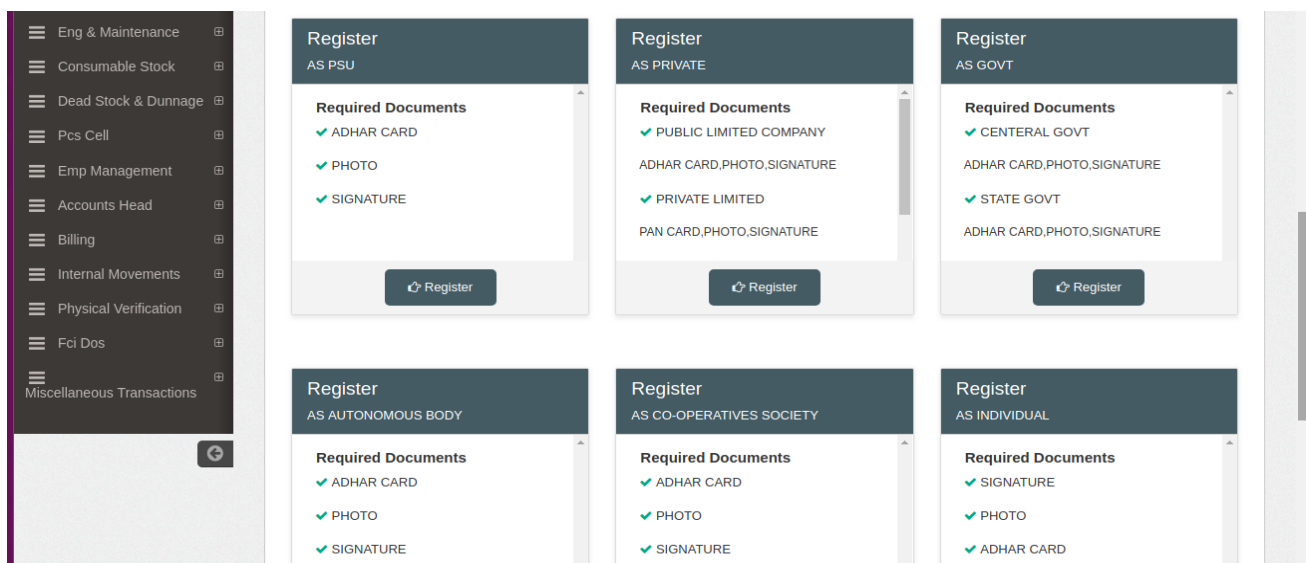 Eng & Maintenance
Consumable Stock
Dead Stock & Dunnage
Pcs Cell
Emp Management
Accounts Head
Billing
Internal Movements
Physical Verification
Fci Dos
Miscellaneous Transactions
Register
AS PSU
Required Documents
ADHAR CARD
PHOTO
SIGNATURE
Register
Register
AS PRIVATE
Required Documents
PUBLIC LIMITED COMPANY
ADHAR CARD,PHOTO,SIGNATURE
PRIVATE LIMITED
PAN CARD,PHOTO,SIGNATURE
Register
Register
AS GOVT
Required Documents
CENTERAL GOVT
ADHAR CARD,PHOTO,SIGNATURE
STATE GOVT
ADHAR CARD,PHOTO,SIGNATURE
Register
Register
AS AUTONOMOUS BODY
Required Documents
ADHAR CARD
PHOTO
SIGNATURE
Register
AS CO-OPERATIVES SOCIETY
Required Documents
ADHAR CARD
PHOTO
SIGNATURE
Register
AS INDIVIDUAL
Required Documents
SIGNATURE
PHOTO
ADHAR CARD